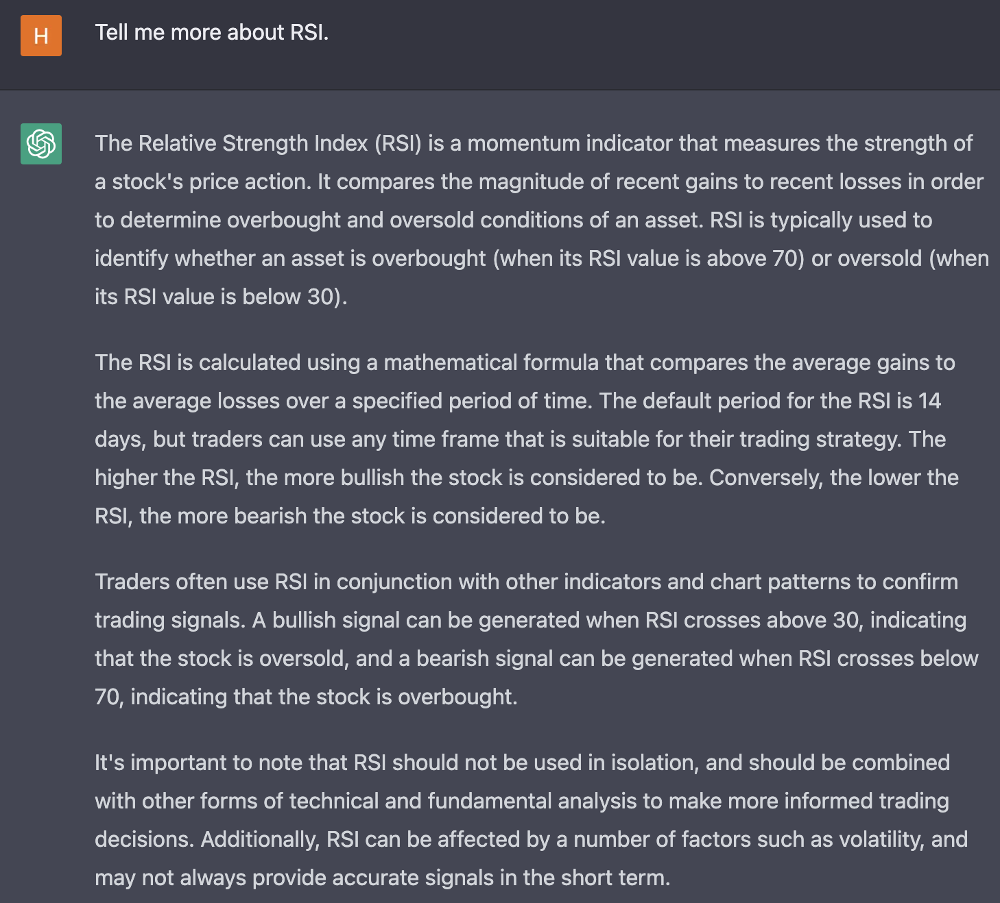 H
Tell me more about RSI.
The Relative Strength Index (RSI) is a momentum indicator that measures the strength of
a stock's price action. It compares the magnitude of recent gains to recent losses in order
to determine overbought and oversold conditions of an asset. RSI is typically used to
identify whether an asset is overbought (when its RSI value is above 70) or oversold (when
its RSI value is below 30).
The RSI is calculated using a mathematical formula that compares the average gains to
the average losses over a specified period of time. The default period for the RSI is 14
days, but traders can use any time frame that is suitable for their trading strategy. The
higher the RSI, the more bullish the stock is considered to be. Conversely, the lower the
RSI, the more bearish the stock is considered to be.
Traders often use RSI in conjunction with other indicators and chart patterns to confirm
trading signals. A bullish signal can be generated when RSI crosses above 30, indicating
that the stock is oversold, and a bearish signal can be generated when RSI crosses below
70, indicating that the stock is overbought.
It's important to note that RSI should not be used in isolation, and should be combined
with other forms of technical and fundamental analysis to make more informed trading
decisions. Additionally, RSI can be affected by a number of factors such as volatility, and
may not always provide accurate signals in the short term.